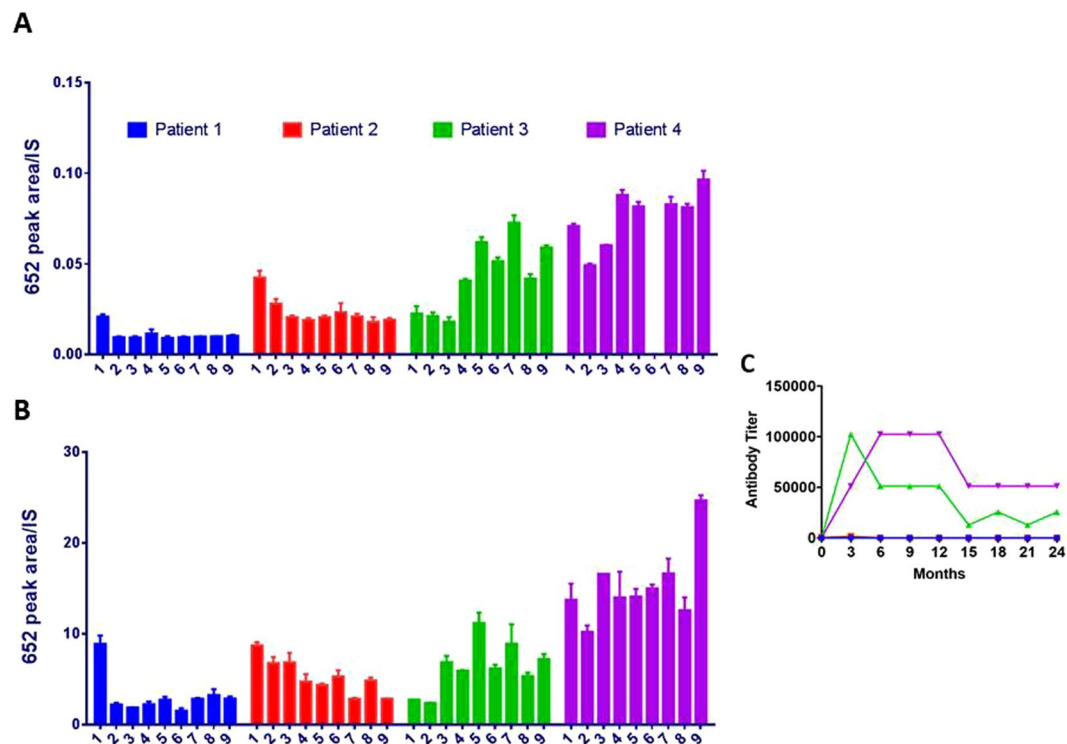 A
652 peak area/IS
0.15
0.10
0.05
0.00
Patient 1 Patient 2 Patient 3 Patient 4
1 2 3 4 5 6 7 8 9 1 2 3 4 5 6 7 8 9 1 2 3 4 5 6 7 8 9 1 2 3 4 5 6 7 8 9
B
652 peak area/IS
30
20
10
0
1 2 3 4 5 6 7 8 9 1 2 3 4 5 6 7 8 9 1 2 3 4 5 6 7 8 9 1 2 3 4 5 6 7 8 9
C
Antibody Titer
150000
100000
50000
0
0 3 6 9 12 15 18 21 24
Months